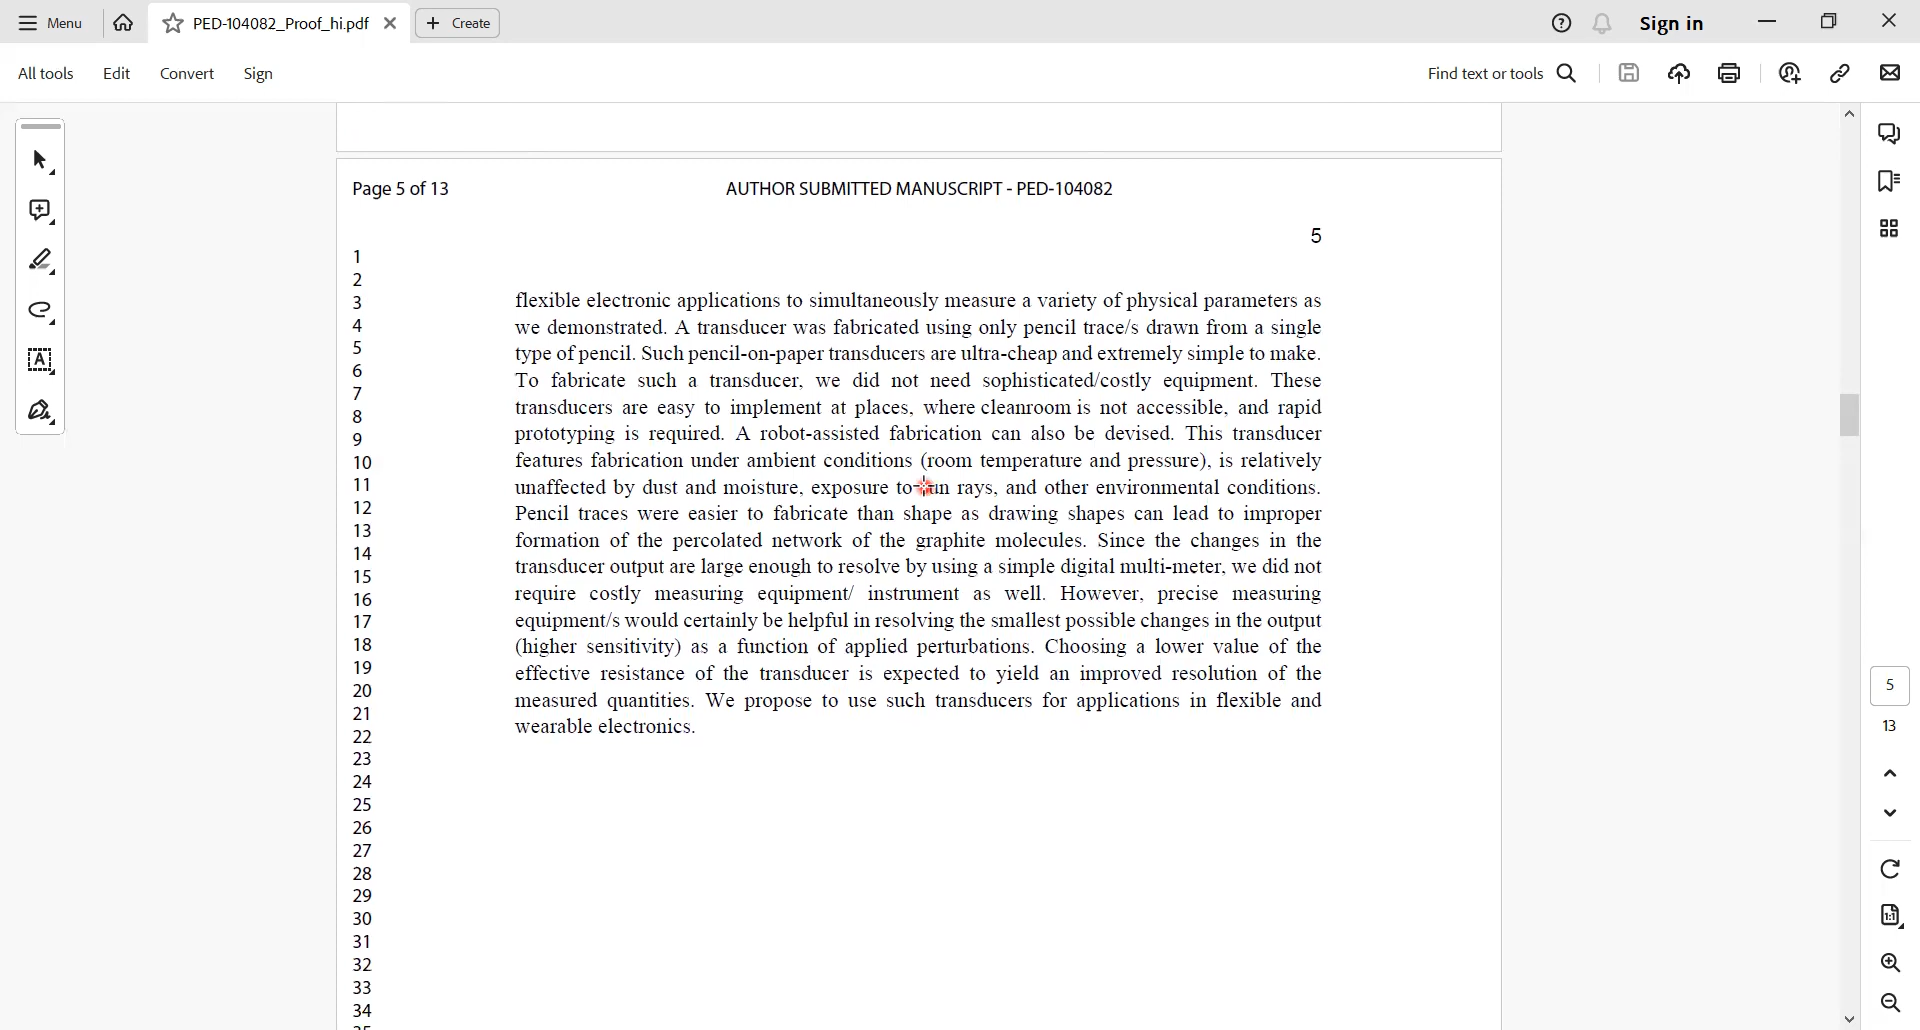 Menu
PED-104082_Proof_hi.pdf
Create
Sign in
All tools
Edit
Convert
Sign
Find text or tools
Page 5 of 13
AUTHOR SUBMITTED MANUSCRIPT - PED-104082
5
1
2
3
4
5
6
7
8
9
10
11
12
13
14
15
16
17
18
19
20
21
22
23
24
25
26
27
28
29
30
31
32
33
34
flexible electronic applications to simultaneously measure a variety of physical parameters as
we demonstrated. A transducer was fabricated using only pencil trace/s drawn from a single
type of pencil. Such pencil-on-paper transducers are ultra-cheap and extremely simple to make.
To fabricate such a transducer, we did not need sophisticated/costly equipment. These
transducers are easy to implement at places, where cleanroom is not accessible, and rapid
prototyping is required. A robot-assisted fabrication can also be devised. This transducer
features fabrication under ambient conditions (room temperature and pressure), is relatively
unaffected by dust and moisture, exposure to rays, and other environmental conditions.
Pencil traces were easier to fabricate than shape as drawing shapes can lead to improper
formation of the percolated network of the graphite molecules. Since the changes in the
transducer output are large enough to resolve by using a simple digital multi-meter, we did not
require costly measuring equipment/ instrument as well. However, precise measuring
equipment/s would certainly be helpful in resolving the smallest possible changes in the output
(higher sensitivity) as a function of applied perturbations. Choosing a lower value of the
effective resistance of the transducer is expected to yield an improved resolution of the
measured quantities. We propose to use such transducers for applications in flexible and
wearable electronics.
5
13